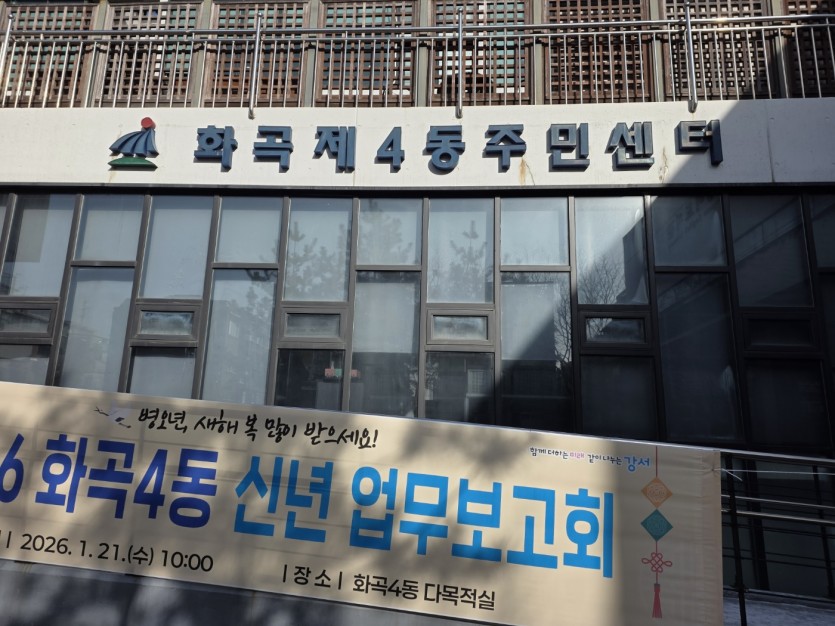 화곡제4동주민센터
병오년, 새해 복 많이 받으세요!
함께 더하는 미래 같이 나누는 강서
6 화곡4동 신년 업무보고회
| 2026. 1. 21.(수) 10:00 | 장 소 | 화곡4동 다목적실